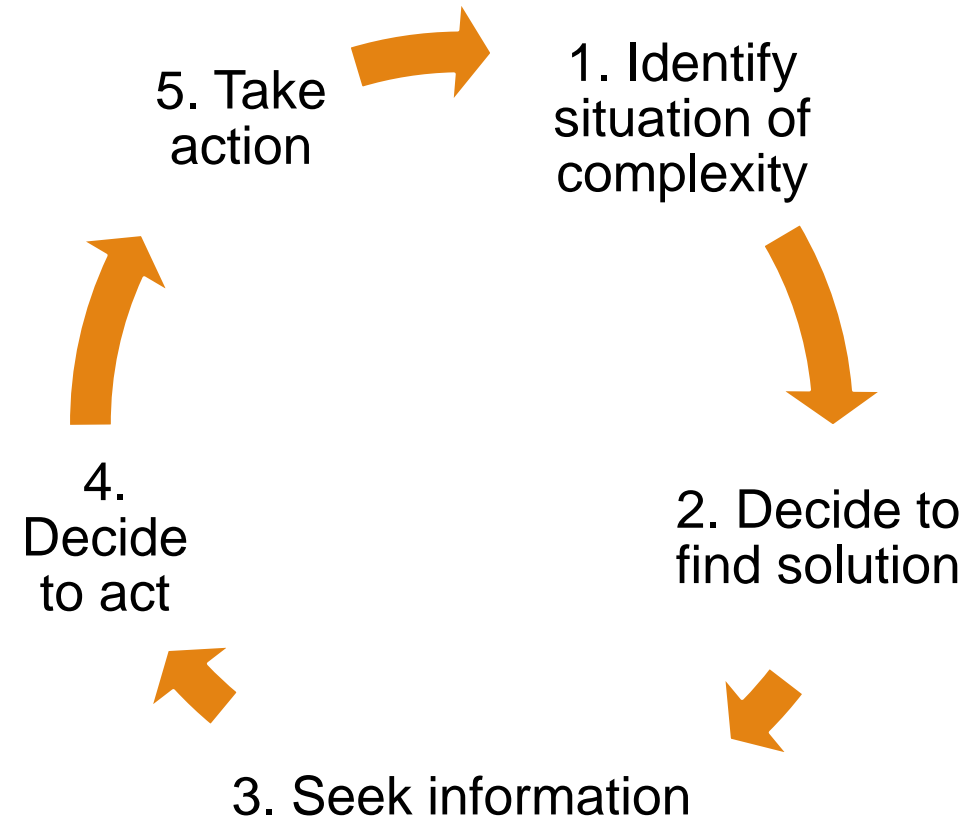 1. Identify
situation of
complexity
2. Decide to
find solution
3. Seek information
4.
Decide
to act
5. Take
action